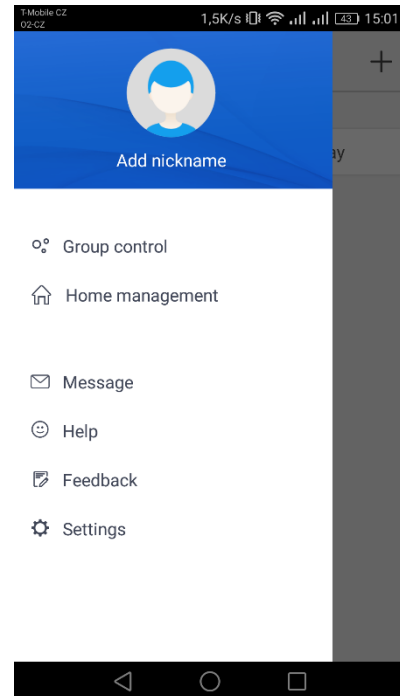 T-Mobile CZ
O2-CZ
1,5K/s 43 15:01
Add nickname
ay
Group control
Home management
Message
Help
Feedback
Settings